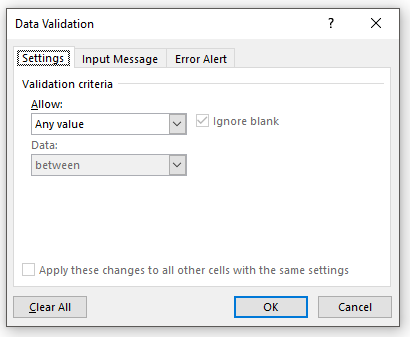 Data Validation ? ×
Settings Input Message Error Alert
Validation criteria
Allow:
Any value Ignore blank
Data:
between
Apply these changes to all other cells with the same settings
Clear All OK Cancel